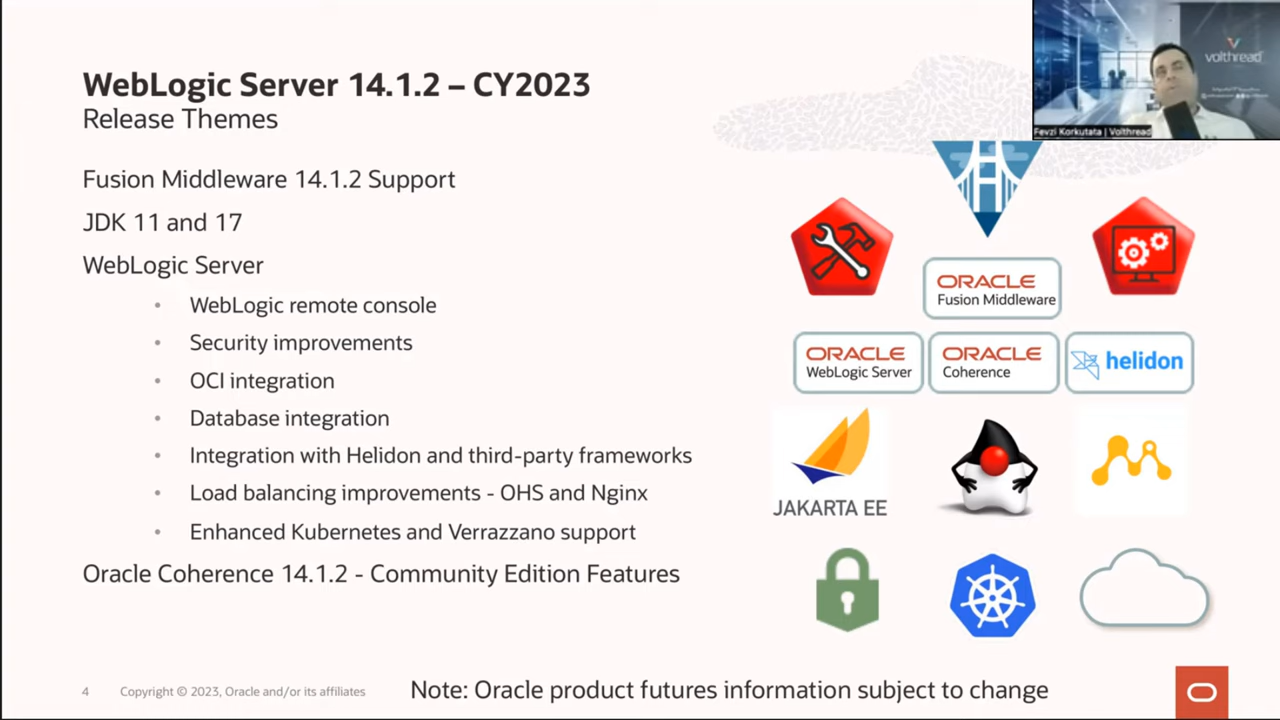 WebLogic Server 14.1.2 – CY2023
Release Themes
Fusion Middleware 14.1.2 Support
JDK 11 and 17
WebLogic Server
• WebLogic remote console
• Security improvements
• OCI integration
• Database integration
• Integration with Helidon and third-party frameworks
• Load balancing improvements - OHS and Nginx
• Enhanced Kubernetes and Verrazzano support
Oracle Coherence 14.1.2 - Community Edition Features
volthread
Fevzi Korkutata | Volthread
ORACLE
Fusion Middleware
ORACLE
WebLogic Server
ORACLE
Coherence
helidon
JAKARTA EE
4
Copyright © 2023, Oracle and/or its affiliates
Note: Oracle product futures information subject to change